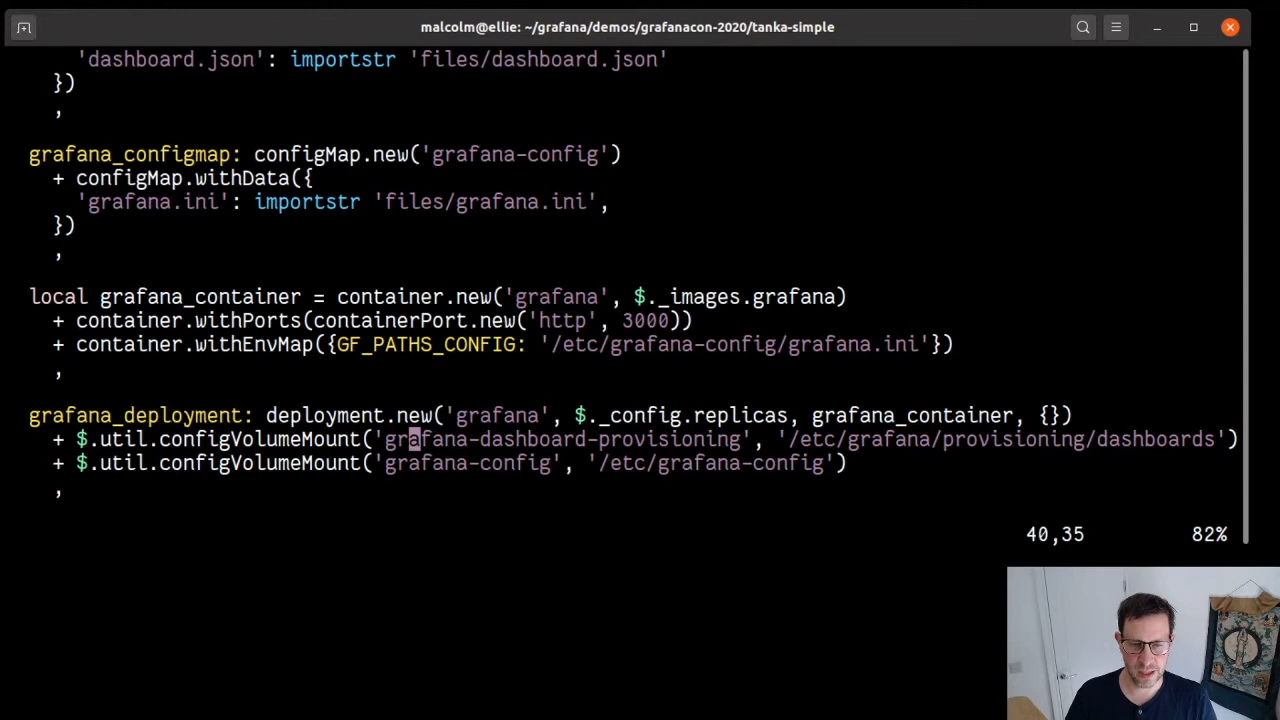 malcolm@ellie: ~/grafana/demos/grafanacon-2020/tanka-simple
'dashboard.json': importstr 'files/dashboard.json'
})
,
grafana_configmap: configMap.new('grafana-config')
+ configMap.withData({
'grafana.ini': importstr 'files/grafana.ini',
})
,
local grafana_container = container.new('grafana', $._images.grafana)
+ container.withPorts(containerPort.new('http', 3000))
+ container.withEnvMap({GF_PATHS_CONFIG: '/etc/grafana-config/grafana.ini'})
,
grafana_deployment: deployment.new('grafana', $._config.replicas, grafana_container, {})
+ $.util.configVolumeMount('grafana-dashboard-provisioning', '/etc/grafana/provisioning/dashboards')
+ $.util.configVolumeMount('grafana-config', '/etc/grafana-config')
,
40,35 82%